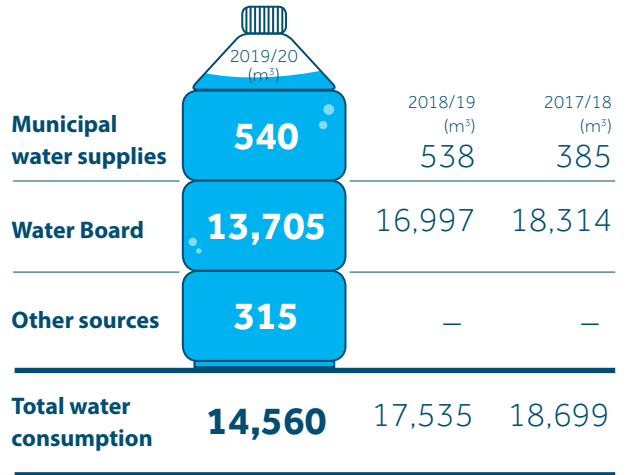 2019/20
(m³)
2018/19
(m³)
2017/18
(m³)
Municipal
water supplies
540
538
385
Water Board
13,705
16,997
18,314
Other sources
315
–
–
Total water
consumption
14,560
17,535
18,699